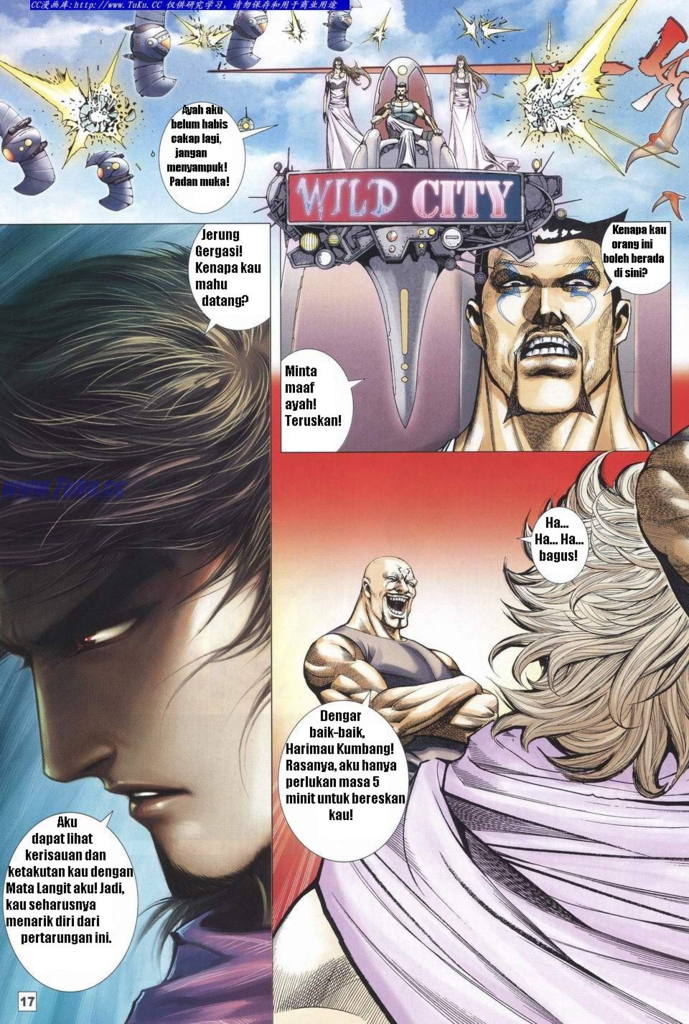 CC漫画库:http://www.TuKu.CC 仅供研究学习,请勿保存和用于商业用途
Ayah aku
belum habis
cakap lagi,
jangan
menyampuk!
Padan muka!
WILD CITY
Kenapa kau
orang ini
boleh berada
di sini?
Minta
maaf
ayah!
Teruskan!
Jerung
Gergasi!
Kenapa kau
mahu
datang?
www.Tuku.cc
Aku
dapat lihat
kerisauan dan
ketakutan kau dengan
Mata Langit aku! Jadi,
kau seharusnya
menarik diri dari
pertarungan ini.
Ha...
Ha... Ha...
bagus!
Dengar
baik-baik,
Harimau Kumbang!
Rasanya, aku hanya
perlukan masa 5
minit untuk bereskan
kau!
17